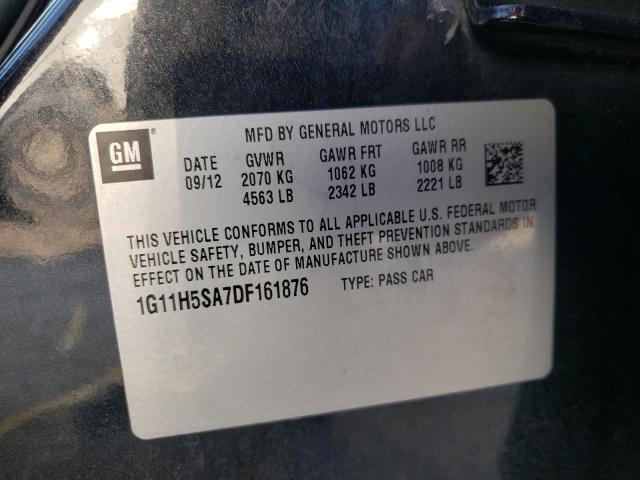 GM
MFD BY GENERAL MOTORS LLC
DATE GVWR GAWR FRT GAWR RR
09/12 2070 KG 1062 KG 1008 KG
4563 LB 2342 LB 2221 LB
THIS VEHICLE CONFORMS TO ALL APPLICABLE U.S. FEDERAL MOTOR
VEHICLE SAFETY, BUMPER, AND THEFT PREVENTION STANDARDS IN
EFFECT ON THE DATE OF MANUFACTURE SHOWN ABOVE.
1G11H5SA7DF161876 TYPE: PASS CAR